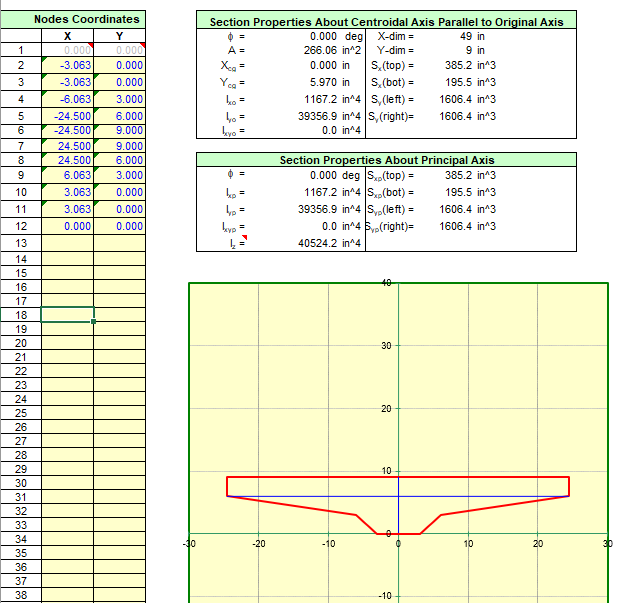 Nodes Coordinates
X Y
1 0.000 0.000
2 -3.063 0.000
3 -3.063 0.000
4 -6.063 3.000
5 -24.500 6.000
6 -24.500 9.000
7 24.500 9.000
8 24.500 6.000
9 6.063 3.000
10 3.063 0.000
11 3.063 0.000
12 0.000 0.000
13
14
15
16
17
18
19
20
21
22
23
24
25
26
27
28
29
30
31
32
33
34
35
36
37
38
Section Properties About Centroidal Axis Parallel to Original Axis
ϕ = 0.000 deg X-dim = 49 in
A = 266.06 in^2 Y-dim = 9 in
Xcg = 0.000 in Sx(top) = 385.2 in^3
Ycg = 5.970 in Sx(bot) = 195.5 in^3
Ixo = 1167.2 in^4 Sy(left) = 1606.4 in^3
Iyo = 39356.9 in^4 Sy(right)= 1606.4 in^3
Ixyo = 0.0 in^4
Section Properties About Principal Axis
ϕ = 0.000 deg Sxp(top) = 385.2 in^3
Ixp = 1167.2 in^4 Sxp(bot) = 195.5 in^3
Iyp = 39356.9 in^4 Syp(left) = 1606.4 in^3
Ixyp = 0.0 in^4 Syp(right)= 1606.4 in^3
Iz = 40524.2 in^4
40
30
20
10
0
-30 -20 -10 0 10 20 30
-10